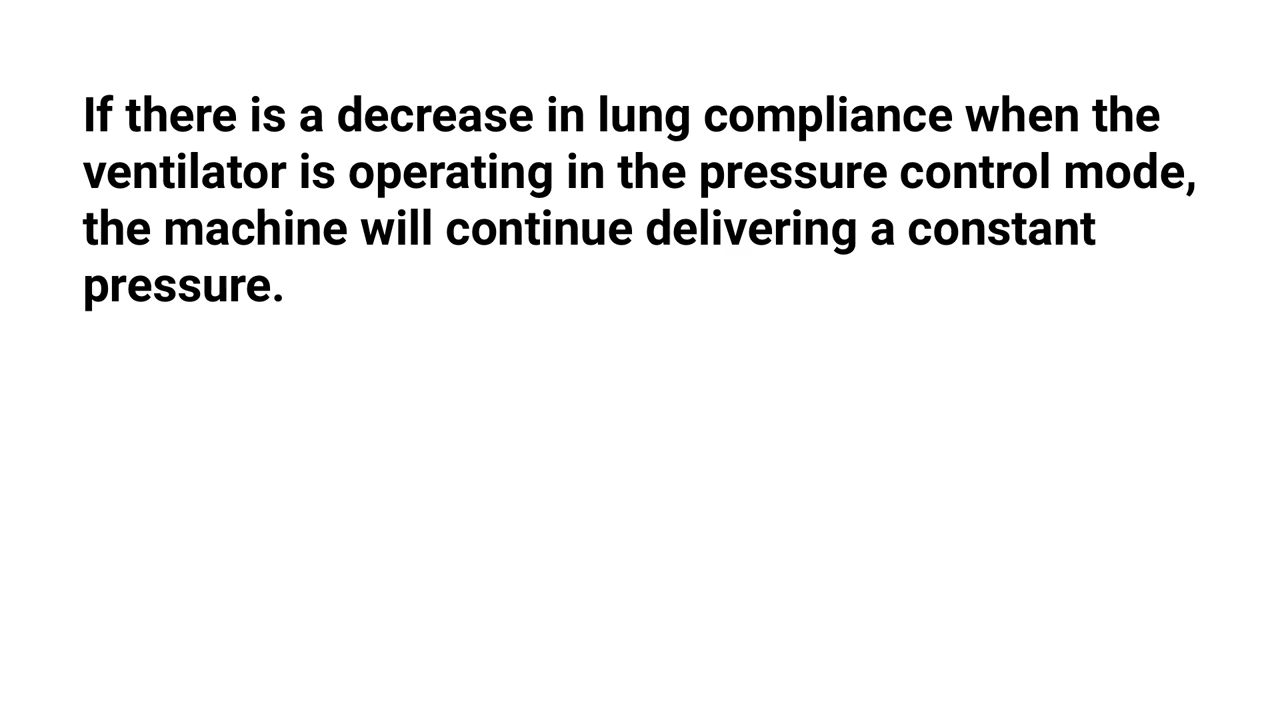 If there is a decrease in lung compliance when the
ventilator is operating in the pressure control mode,
the machine will continue delivering a constant
pressure.